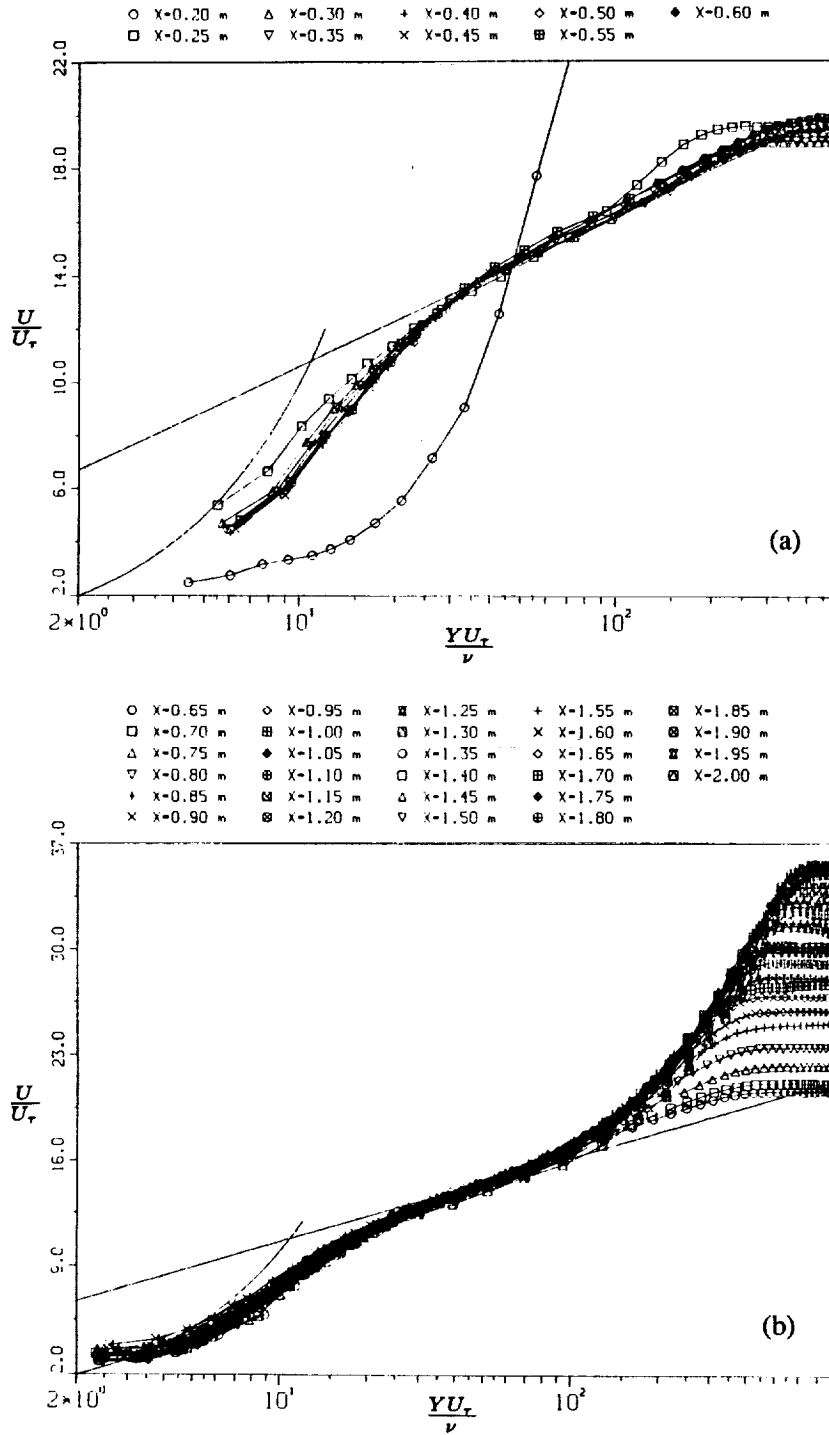 X=0.20 m X=0.30 m X=0.40 m X=0.50 m X=0.60 m
X=0.25 m X=0.35 m X=0.45 m X=0.55 m
22.0
18.0
14.0
10.0
6.0
2.0
U
U_τ
(a)
2×10⁰ 10¹ 10²
YU_τ
ν
X=0.65 m X=0.95 m X=1.25 m X=1.55 m X=1.85 m
X=0.70 m X=1.00 m X=1.30 m X=1.60 m X=1.90 m
X=0.75 m X=1.05 m X=1.35 m X=1.65 m X=1.95 m
X=0.80 m X=1.10 m X=1.40 m X=1.70 m X=2.00 m
X=0.85 m X=1.15 m X=1.45 m X=1.75 m
X=0.90 m X=1.20 m X=1.50 m X=1.80 m
37.0
30.0
23.0
16.0
9.0
2.0
U
U_τ
(b)
2×10⁰ 10¹ 10²
YU_τ
ν